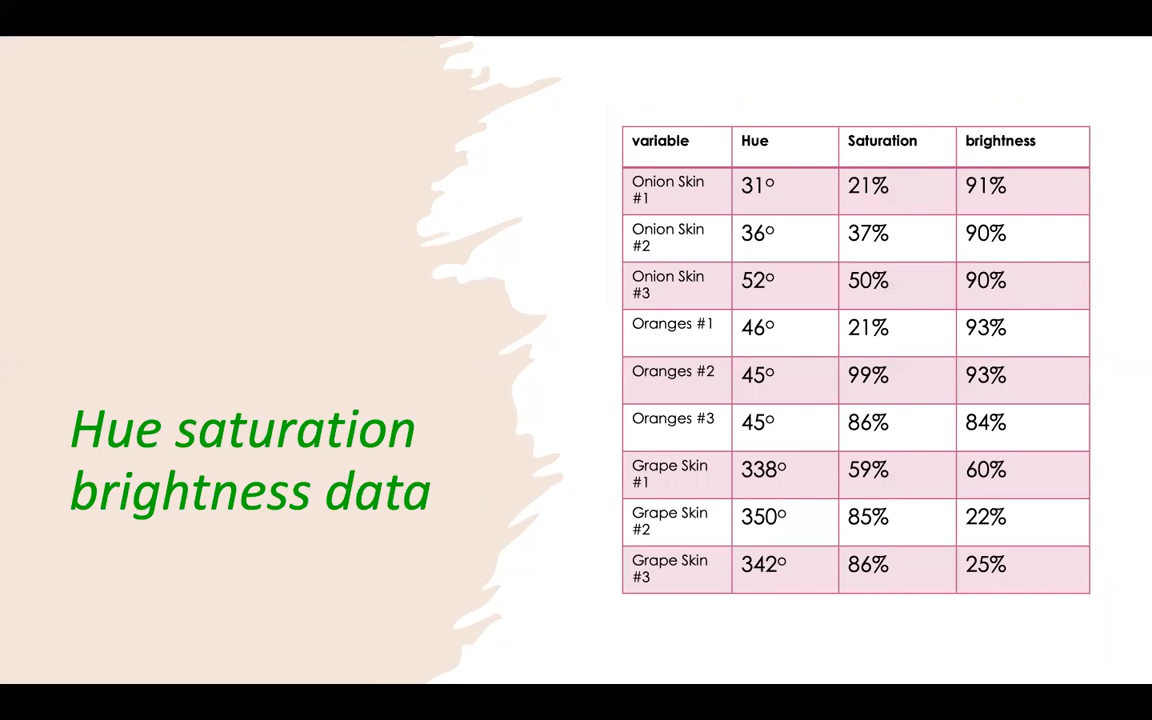 Hue saturation
brightness data
variable Hue Saturation brightness
Onion Skin
#1 31° 21% 91%
Onion Skin
#2 36° 37% 90%
Onion Skin
#3 52° 50% 90%
Oranges #1 46° 21% 93%
Oranges #2 45° 99% 93%
Oranges #3 45° 86% 84%
Grape Skin
#1 338° 59% 60%
Grape Skin
#2 350° 85% 22%
Grape Skin
#3 342° 86% 25%